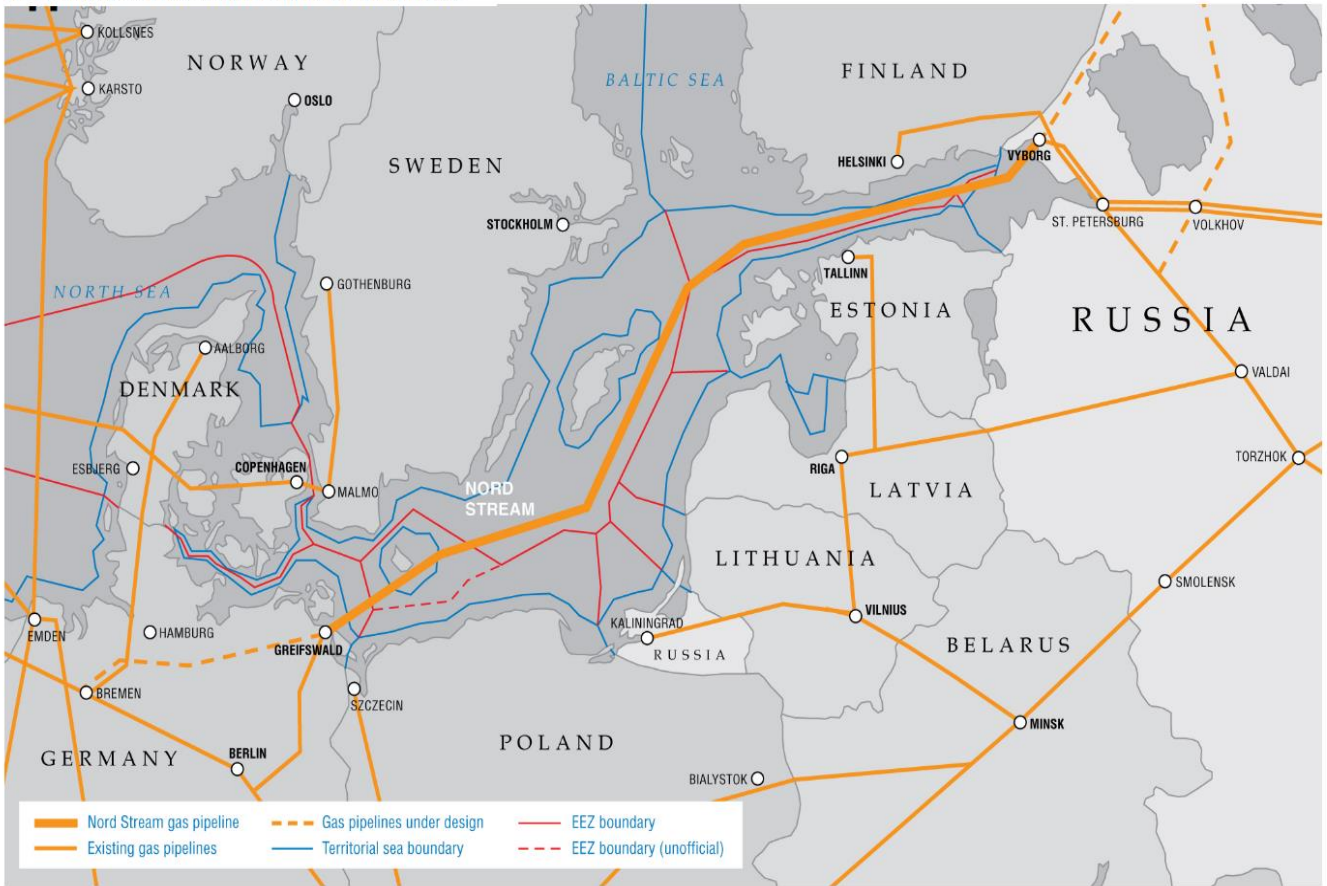 KOLLSNES
NORWAY
BALTIC SEA
FINLAND
KARSTO
OSLO
SWEDEN
HELSINKI
VYBORG
STOCKHOLM
ST. PETERSBURG
VOLKHOV
TALLINN
NORTH SEA
GOTHENBURG
ESTONIA
RUSSIA
AALBORG
DENMARK
VALDAI
ESBJERG
COPENHAGEN
MALMO
NORD
STREAM
RIGA
LATVIA
TORZHOK
LITHUANIA
SMOLENSK
EMDEN
HAMBURG
GREIFSWALD
KALININGRAD
RUSSIA
VILNIUS
BELARUS
BREMEN
SZCZECIN
MINSK
GERMANY
BERLIN
POLAND
BIALYSTOK
Nord Stream gas pipeline
Gas pipelines under design
EEZ boundary
Existing gas pipelines
Territorial sea boundary
EEZ boundary (unofficial)